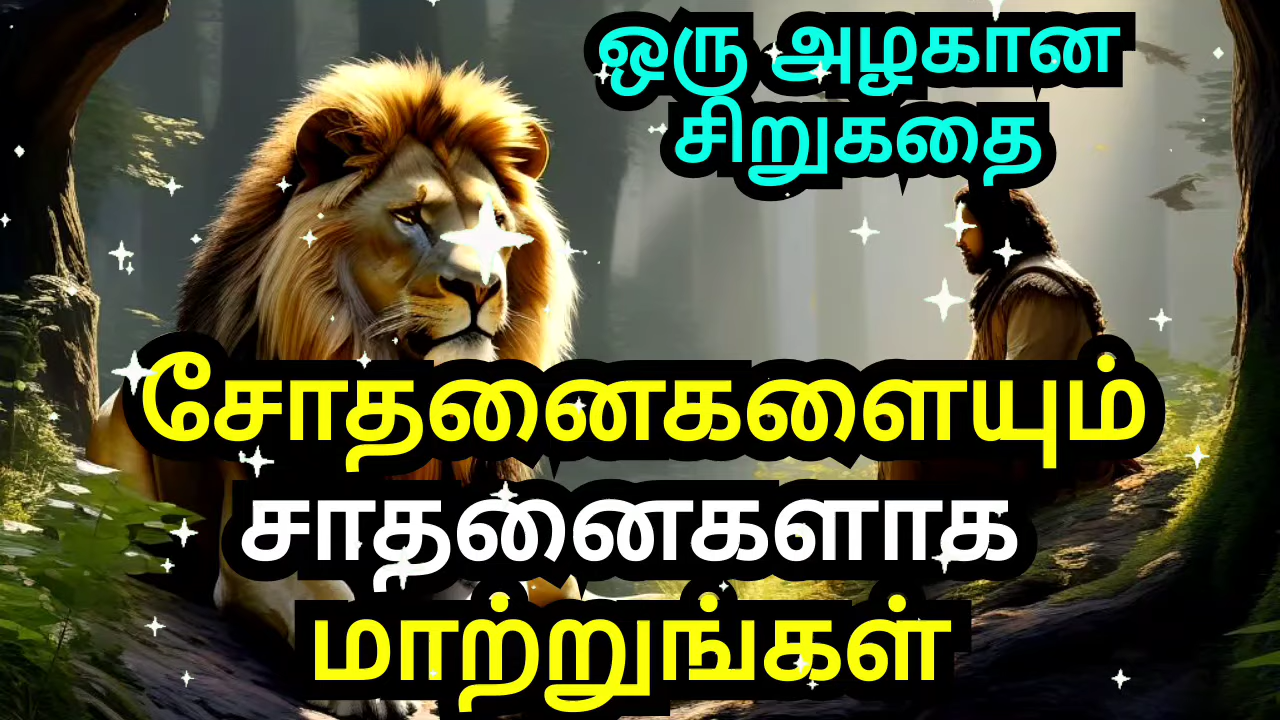 ஒரு அழகான
சிறுகதை
சோதனைகளையும்
சாதனைகளாக
மாற்றுங்கள்